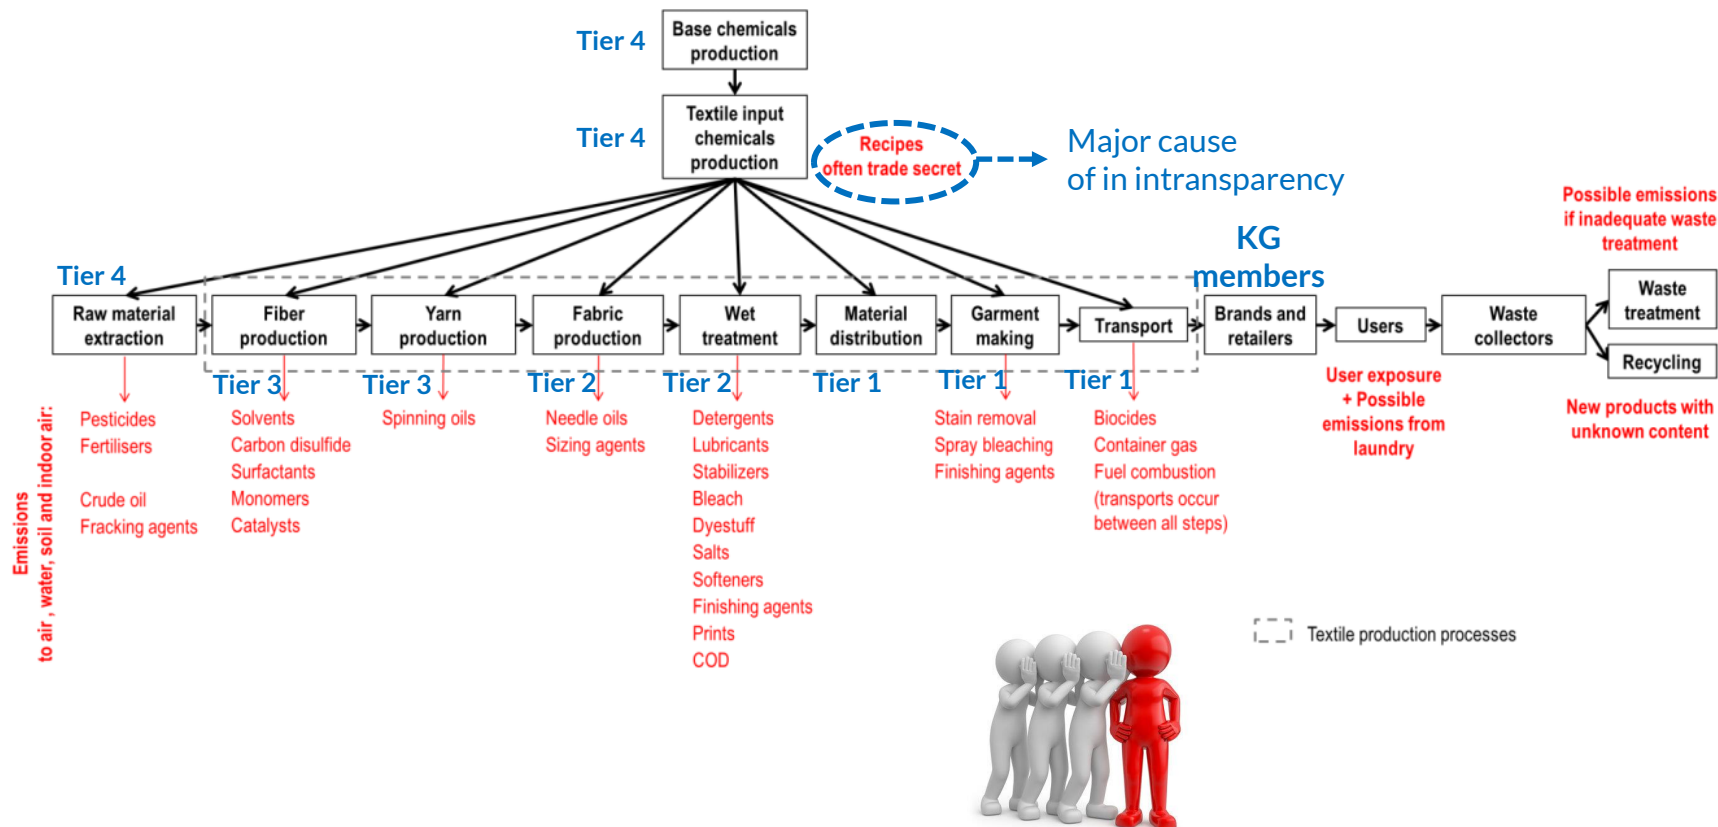 Tier 4
Base chemicals
production
Tier 4
Textile input
chemicals
production
Recipes
often trade secret
Major cause
of in intransparency
Possible emissions
if inadequate waste
treatment
KG
members
Tier 4
Raw material
extraction
Fiber
production
Yarn
production
Fabric
production
Wet
treatment
Material
distribution
Garment
making
Transport
Brands and
retailers
Users
Waste
collectors
Waste
treatment
Recycling
Tier 3
Tier 3
Tier 2
Tier 2
Tier 1
Tier 1
Tier 1
Emissions
to air , water, soil and indoor air:
Pesticides
Fertilisers
Crude oil
Fracking agents
Solvents
Carbon disulfide
Surfactants
Monomers
Catalysts
Spinning oils
Needle oils
Sizing agents
Detergents
Lubricants
Stabilizers
Bleach
Dyestuff
Salts
Softeners
Finishing agents
Prints
COD
Stain removal
Spray bleaching
Finishing agents
Biocides
Container gas
Fuel combustion
(transports occur
between all steps)
User exposure
+ Possible
emissions from
laundry
New products with
unknown content
Textile production processes